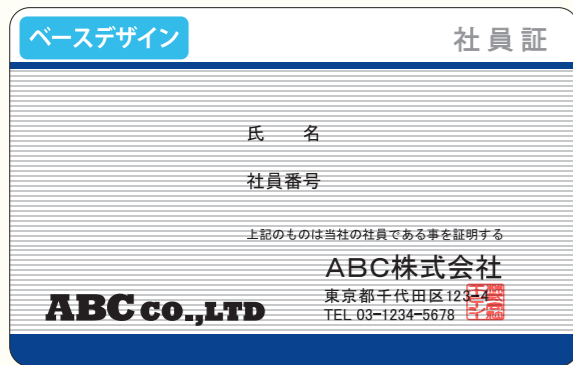 ベースデザイン
社員証
氏　名
社員番号
上記のものは当社の社員である事を証明する
ABC株式会社
東京都千代田区123-4
TEL 03-1234-5678
ABC CO.,LTD